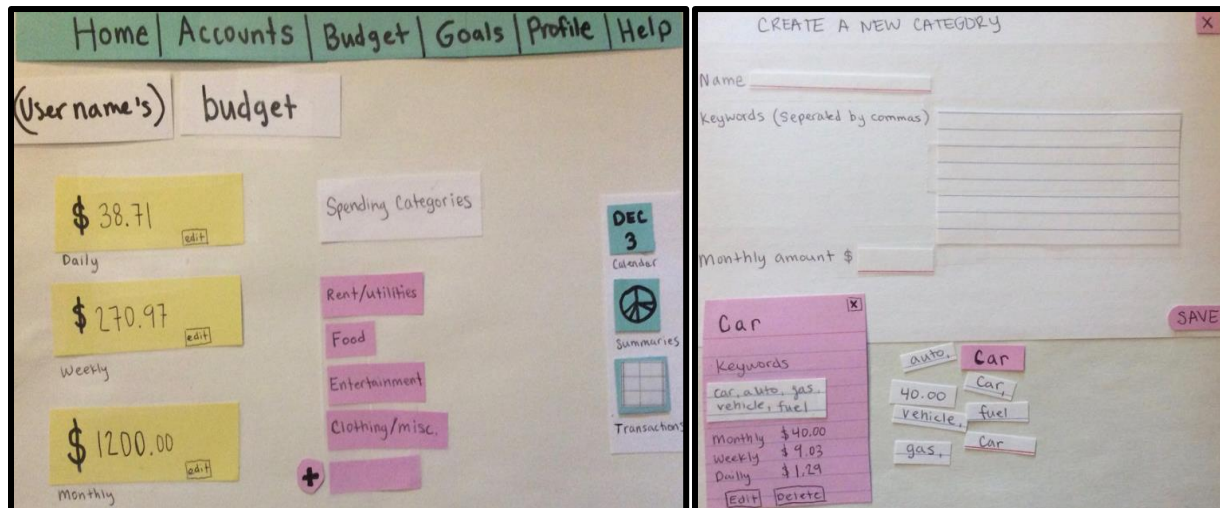 Home | Accounts | Budget | Goals | Profile | Help
(User name's) budget
$ 38.71
edit
Daily
$ 270.97
edit
Weekly
$ 1200.00
edit
Monthly
Spending Categories
Rent/utilities
Food
Entertainment
Clothing/misc.
+
DEC
3
Calendar
Summaries
Transactions
CREATE A NEW CATEGORY
X
Name
Keywords (Seperated by commas)
Monthly amount $
SAVE
Car
X
Keywords
car, auto, gas,
vehicle, fuel
Monthly $40.00
Weekly $9.03
Dailly $1.29
Edit Delete
auto, Car
40.00 Car,
vehicle, fuel
gas, Car